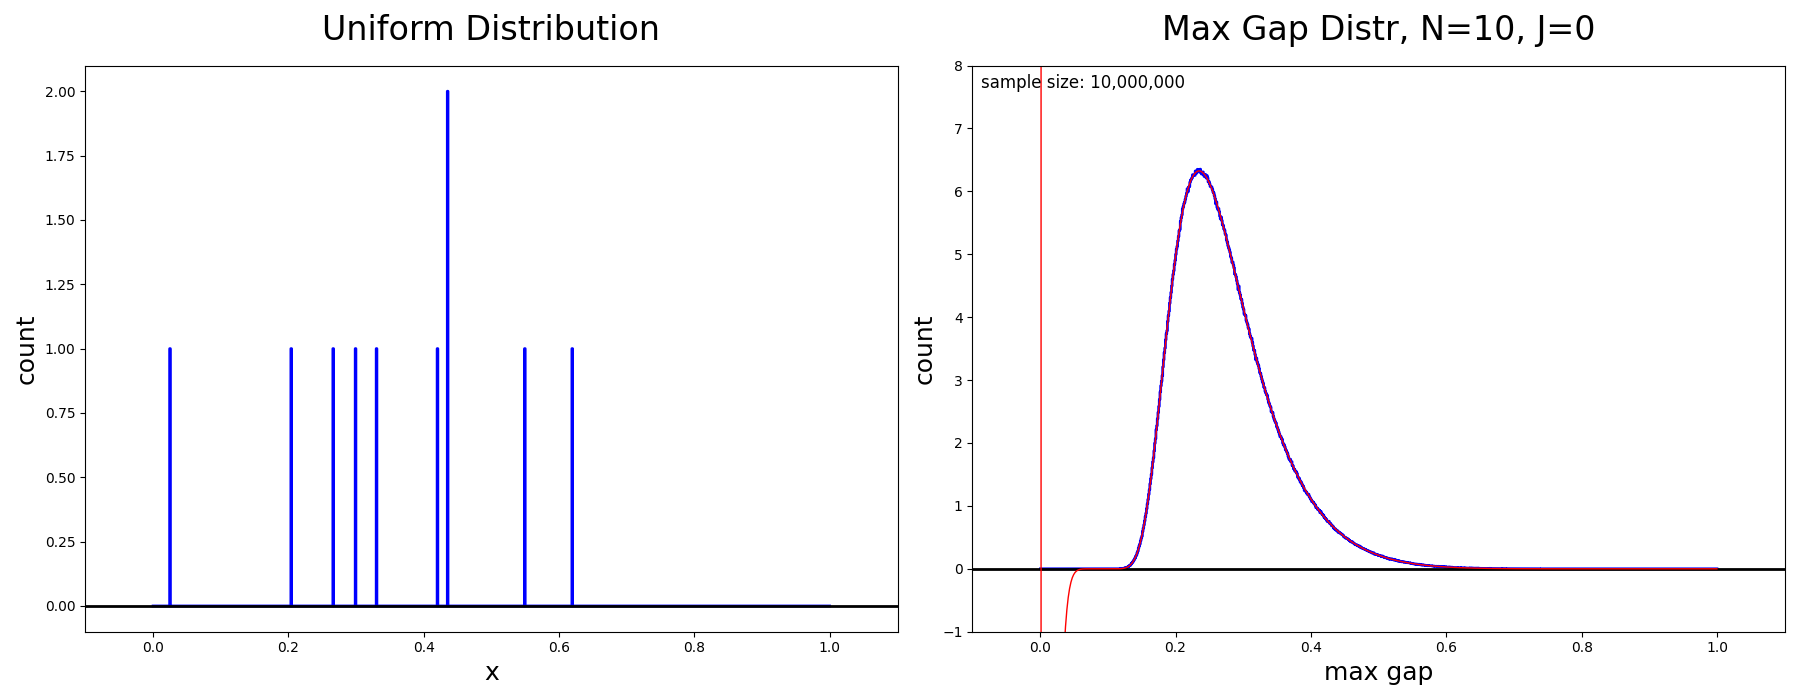 Uniform Distribution
2.00
1.75
1.50
1.25
1.00
0.75
0.50
0.25
0.00
count
0.0 0.2 0.4 0.6 0.8 1.0
x
Max Gap Distr, N=10, J=0
sample size: 10,000,000
8
7
6
5
4
3
2
1
0
−1
count
0.0 0.2 0.4 0.6 0.8 1.0
max gap